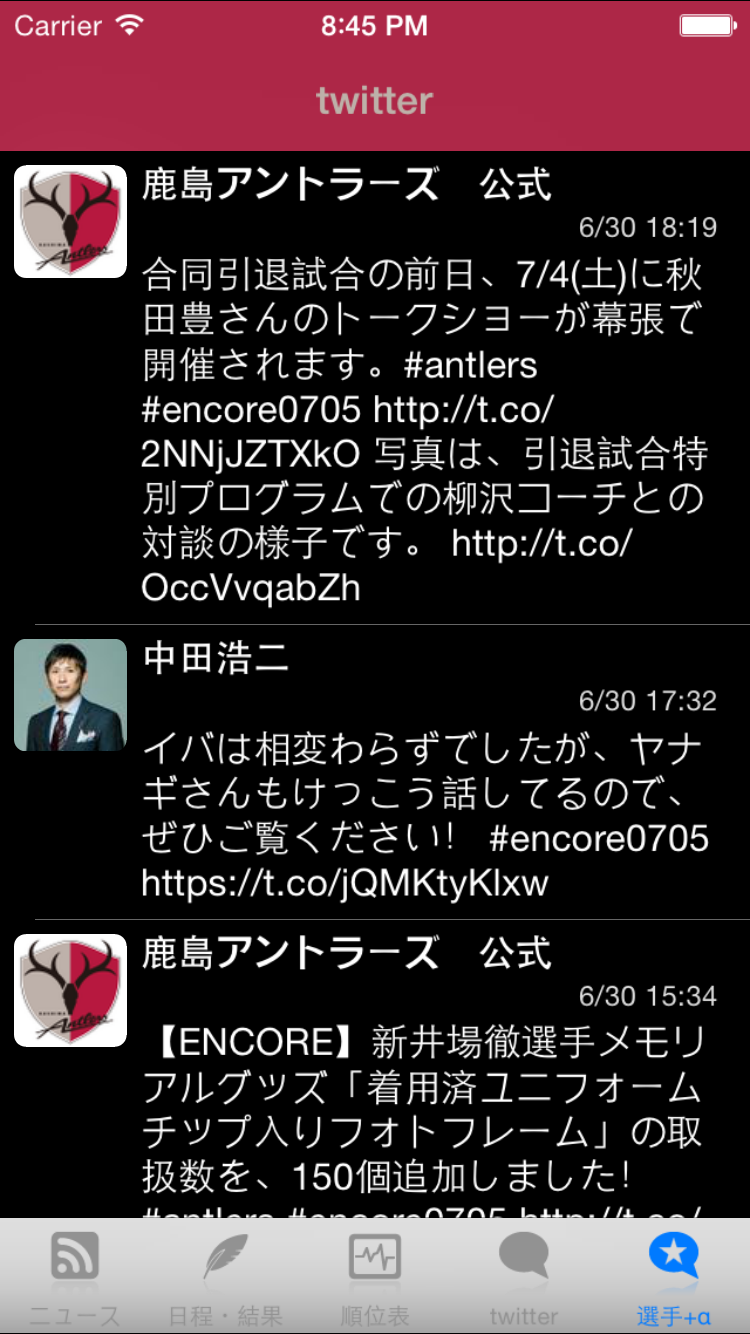 Carrier 8:45 PM
twitter
鹿島アントラーズ　公式
6/30 18:19
合同引退試合の前日、7/4(土)に秋
田豊さんのトークショーが幕張で
開催されます。#antlers
#encore0705 http://t.co/
2NNjJZTXkO 写真は、引退試合特
別プログラムでの柳沢コーチとの
対談の様子です。 http://t.co/
OccVvqabZh
中田浩二
6/30 17:32
イバは相変わらずでしたが、ヤナ
ギさんもけっこう話してるので、
ぜひご覧ください！ #encore0705
https://t.co/jQMKtyKlxw
鹿島アントラーズ　公式
6/30 15:34
【ENCORE】新井場徹選手メモリ
アルグッズ「着用済ユニフォーム
チップ入りフォトフレーム」の取
扱数を、150個追加しました！
#antlers #encore0705 http://t.co/
ニュース 日程・結果 順位表 twitter 選手+α